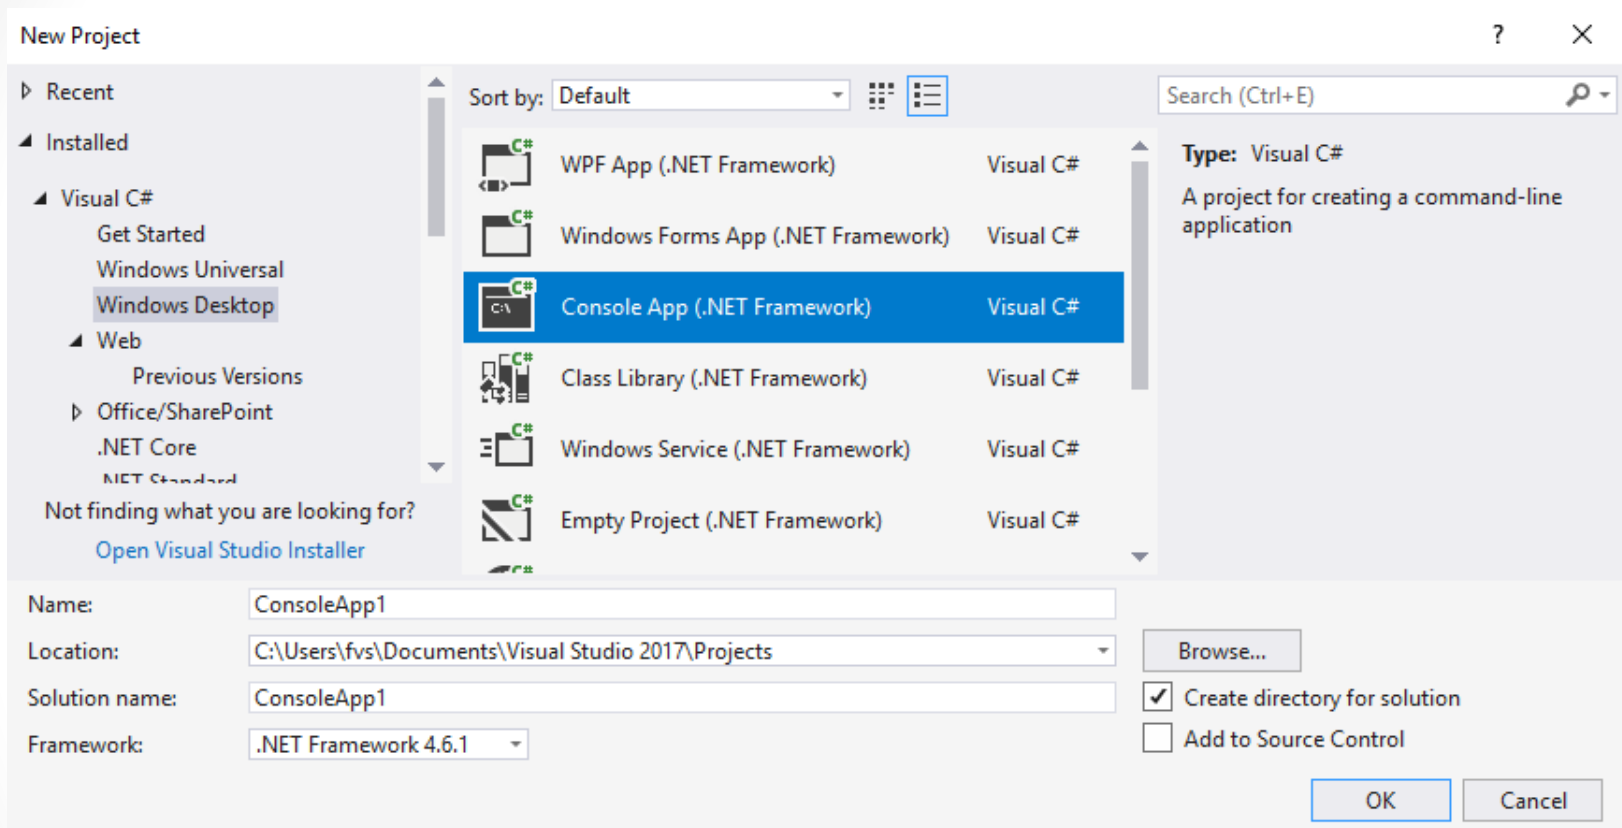 New Project
?
Recent
Installed
Visual C#
Get Started
Windows Universal
Windows Desktop
Web
Previous Versions
Office/SharePoint
.NET Core
.NET Standard
Not finding what you are looking for?
Open Visual Studio Installer
Sort by: Default
C# WPF App (.NET Framework) Visual C#
C# Windows Forms App (.NET Framework) Visual C#
C# C:\ Console App (.NET Framework) Visual C#
C# Class Library (.NET Framework) Visual C#
C# Windows Service (.NET Framework) Visual C#
C# Empty Project (.NET Framework) Visual C#
C#
Search (Ctrl+E)
Type: Visual C#
A project for creating a command-line
application
Name: ConsoleApp1
Location: C:\Users\fvs\Documents\Visual Studio 2017\Projects
Browse...
Solution name: ConsoleApp1
Create directory for solution
Framework: .NET Framework 4.6.1
Add to Source Control
OK Cancel